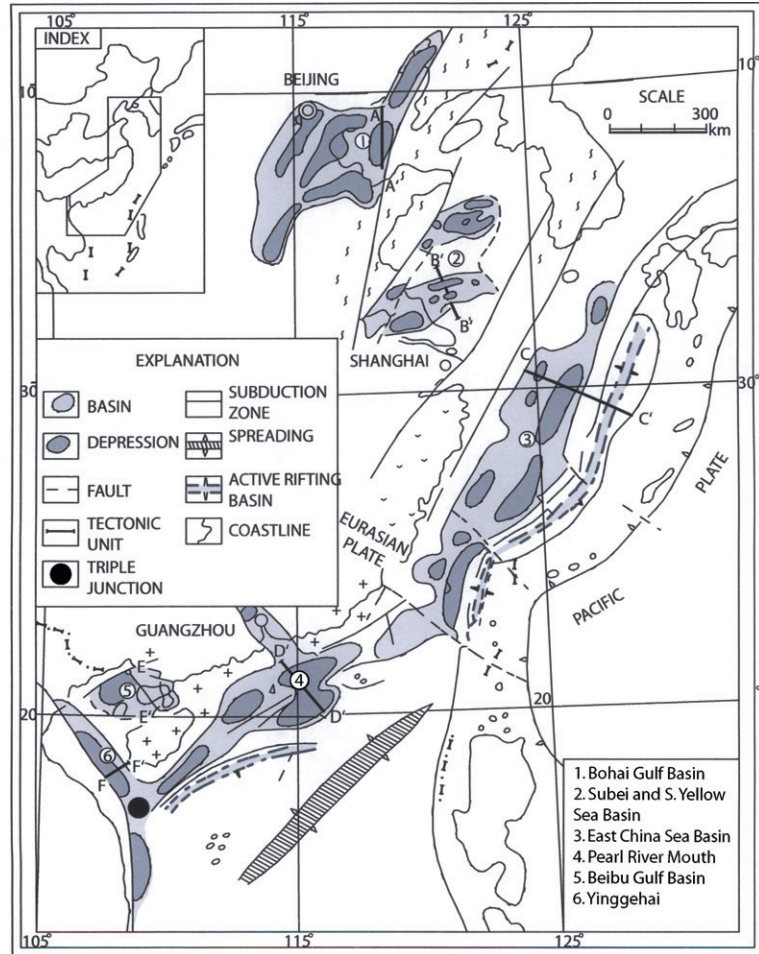 105°
115°
125°
INDEX
BEIJING
10°
10°
SCALE
0 300
km
A
1
A'
B'
2
B'
SHANGHAI
EXPLANATION
BASIN
DEPRESSION
FAULT
TECTONIC
UNIT
TRIPLE
JUNCTION
SUBDUCTION
ZONE
SPREADING
ACTIVE RIFTING
BASIN
COASTLINE
30
30°
C
C'
3
PLATE
EURASIAN
PLATE
PACIFIC
GUANGZHOU
D'
4
D'
E
5
E'
20
20
6
F'
F
1. Bohai Gulf Basin
2. Subei and S. Yellow
Sea Basin
3. East China Sea Basin
4. Pearl River Mouth
5. Beibu Gulf Basin
6. Yinggehai
105°
115°
125°